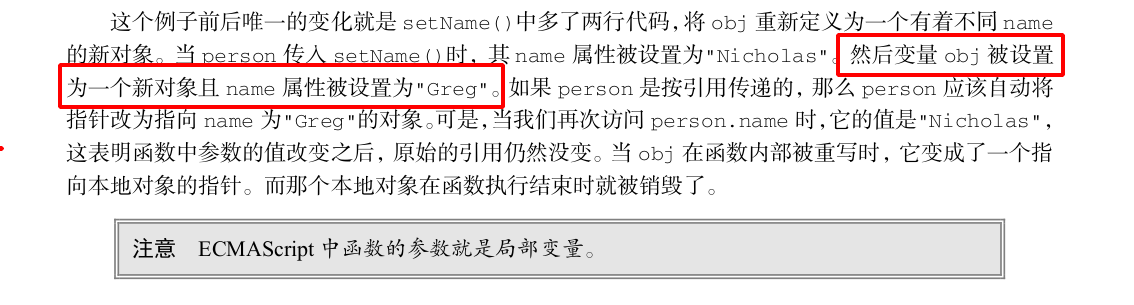 这个例子前后唯一的变化就是 setName()中多了两行代码，将 obj 重新定义为一个有着不同 name
的新对象。当 person 传入 setName()时，其 name 属性被设置为"Nicholas"。然后变量 obj 被设置
为一个新对象且 name 属性被设置为"Greg"。如果 person 是按引用传递的，那么 person 应该自动将
指针改为指向 name 为"Greg"的对象。可是，当我们再次访问 person.name 时，它的值是"Nicholas"，
这表明函数中参数的值改变之后，原始的引用仍然没变。当 obj 在函数内部被重写时，它变成了一个指
向本地对象的指针。而那个本地对象在函数执行结束时就被销毁了。
注意 ECMAScript 中函数的参数就是局部变量。